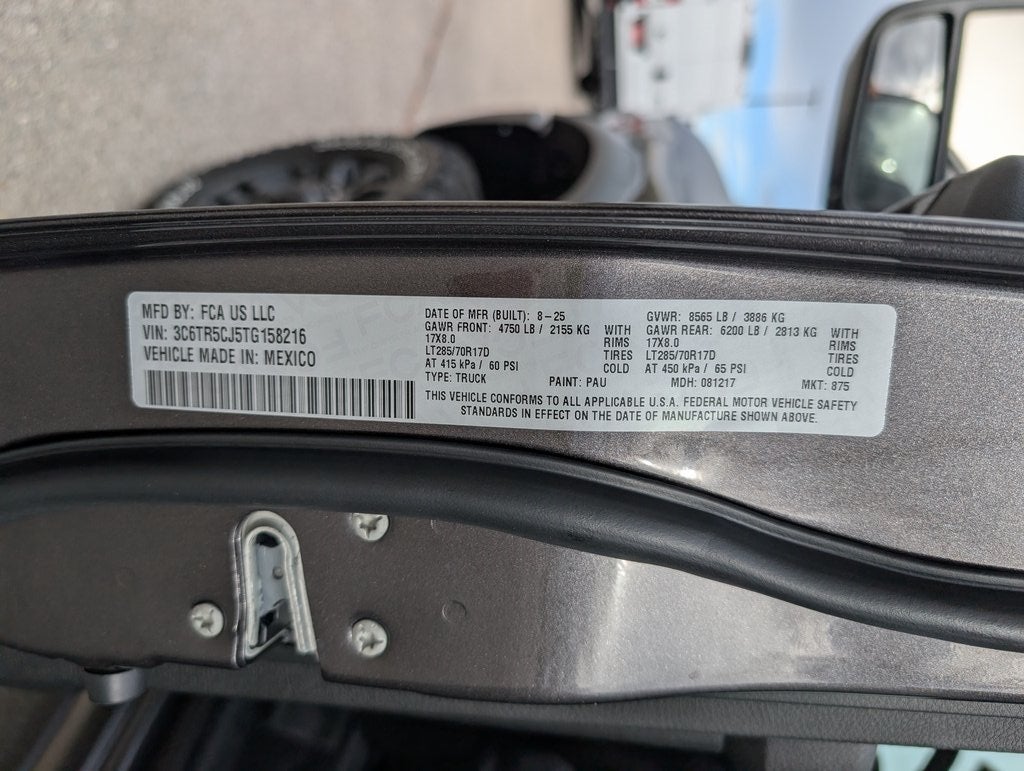 MFD BY: FCA US LLC
VIN: 3C6TR5CJ5TG158216
VEHICLE MADE IN: MEXICO
DATE OF MFR (BUILT): 8-25
GAWR FRONT: 4750 LB / 2155 KG WITH
17X8.0 RIMS
LT285/70R17D TIRES
AT 415 kPa / 60 PSI COLD
TYPE: TRUCK PAINT: PAU
GVWR: 8565 LB / 3886 KG
GAWR REAR: 6200 LB / 2813 KG WITH
17X8.0 RIMS
LT285/70R17D TIRES
AT 450 kPa / 65 PSI COLD
MDH: 081217 MKT: 875
THIS VEHICLE CONFORMS TO ALL APPLICABLE U.S.A. FEDERAL MOTOR VEHICLE SAFETY
STANDARDS IN EFFECT ON THE DATE OF MANUFACTURE SHOWN ABOVE.